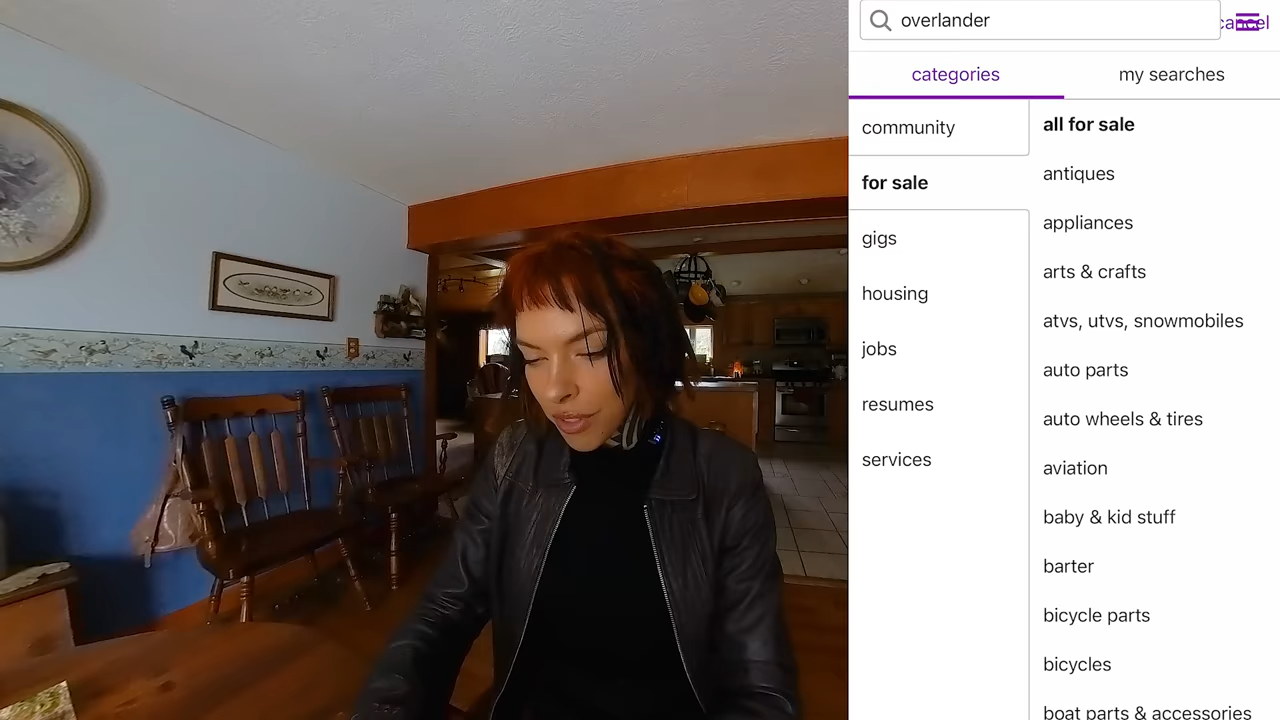 overlander
cancel
categories
my searches
community
for sale
gigs
housing
jobs
resumes
services
all for sale
antiques
appliances
arts & crafts
atvs, utvs, snowmobiles
auto parts
auto wheels & tires
aviation
baby & kid stuff
barter
bicycle parts
bicycles
boat parts & accessories